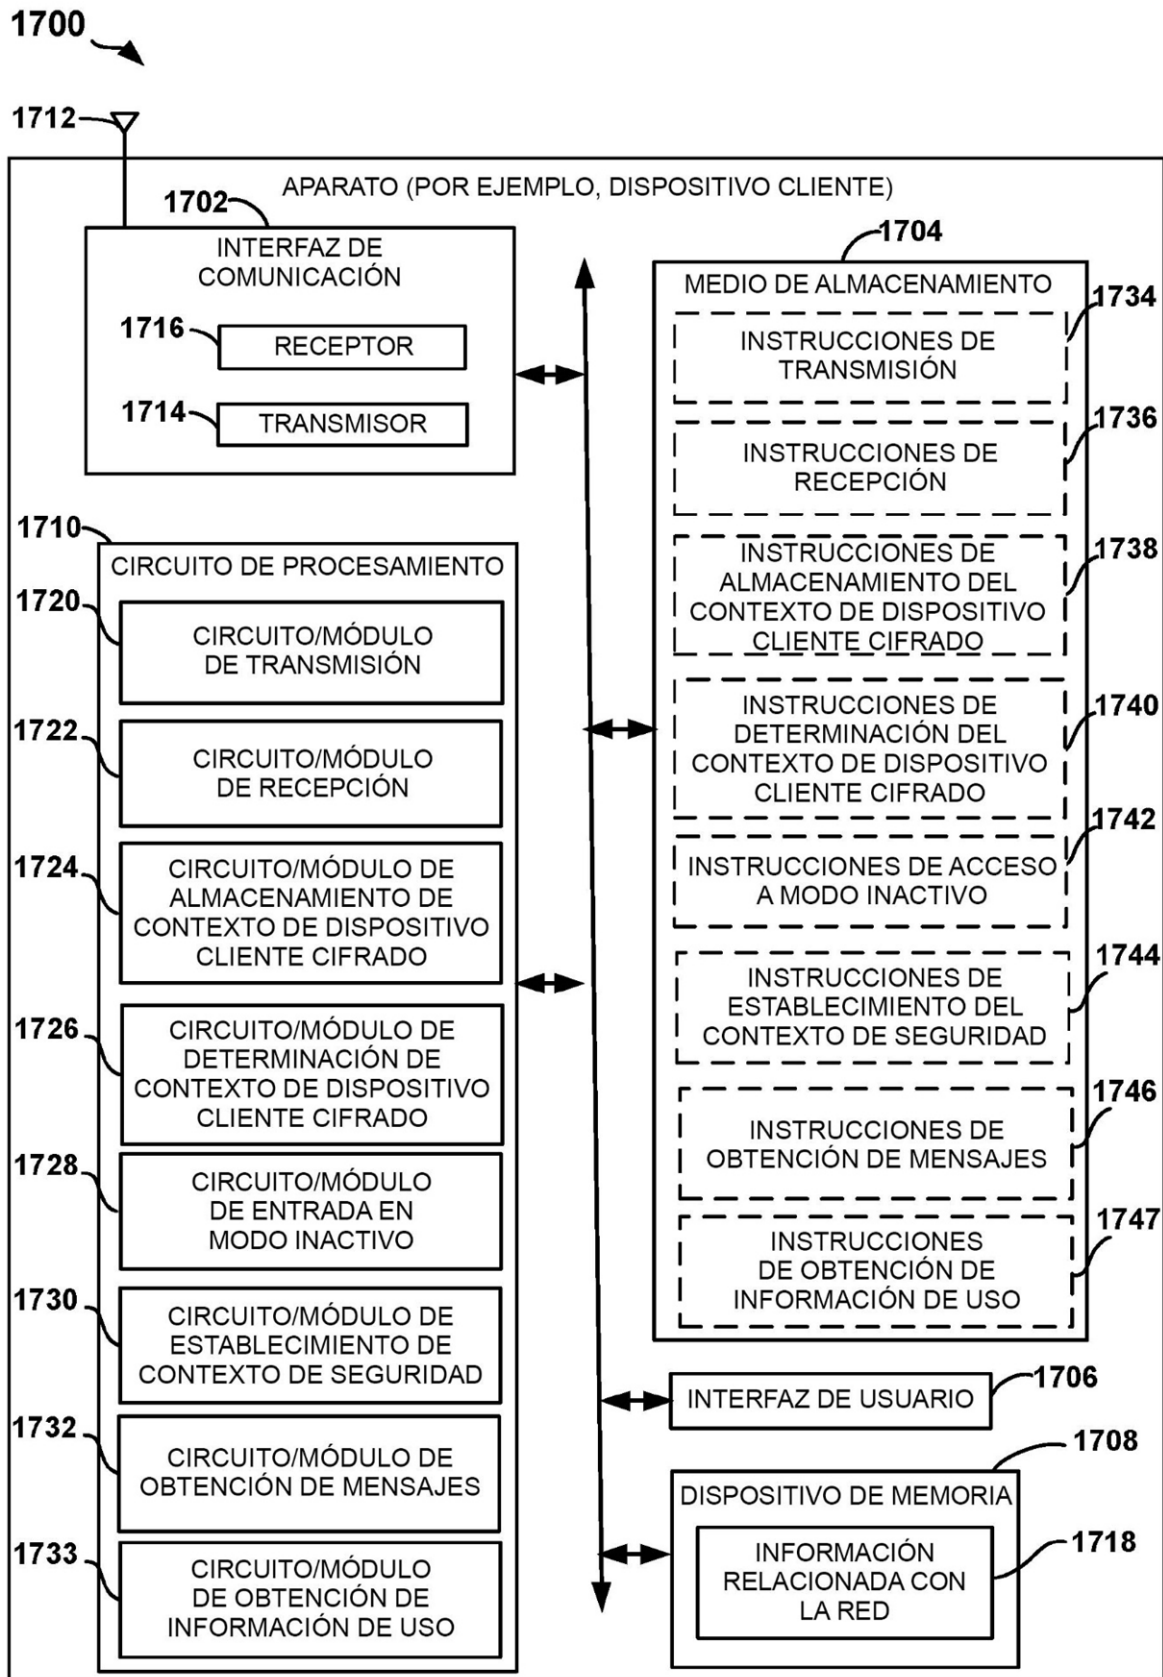 1700
1712
APARATO (POR EJEMPLO, DISPOSITIVO CLIENTE)
1702
INTERFAZ DE
COMUNICACIÓN
1716
RECEPTOR
1714
TRANSMISOR
1710
CIRCUITO DE PROCESAMIENTO
1720
CIRCUITO/MÓDULO
DE TRANSMISIÓN
1722
CIRCUITO/MÓDULO
DE RECEPCIÓN
1724
CIRCUITO/MÓDULO DE
ALMACENAMIENTO DE
CONTEXTO DE DISPOSITIVO
CLIENTE CIFRADO
1726
CIRCUITO/MÓDULO DE
DETERMINACIÓN DE
CONTEXTO DE DISPOSITIVO
CLIENTE CIFRADO
1728
CIRCUITO/MÓDULO
DE ENTRADA EN
MODO INACTIVO
1730
CIRCUITO/MÓDULO DE
ESTABLECIMIENTO DE
CONTEXTO DE SEGURIDAD
1732
CIRCUITO/MÓDULO DE
OBTENCIÓN DE MENSAJES
1733
CIRCUITO/MÓDULO
DE OBTENCIÓN DE
INFORMACIÓN DE USO
1704
MEDIO DE ALMACENAMIENTO
1734
INSTRUCCIONES DE
TRANSMISIÓN
1736
INSTRUCCIONES DE
RECEPCIÓN
1738
INSTRUCCIONES DE
ALMACENAMIENTO DEL
CONTEXTO DE DISPOSITIVO
CLIENTE CIFRADO
1740
INSTRUCCIONES DE
DETERMINACIÓN DEL
CONTEXTO DE DISPOSITIVO
CLIENTE CIFRADO
1742
INSTRUCCIONES DE ACCESO
A MODO INACTIVO
1744
INSTRUCCIONES DE
ESTABLECIMIENTO DEL
CONTEXTO DE SEGURIDAD
1746
INSTRUCCIONES DE
OBTENCIÓN DE MENSAJES
1747
INSTRUCCIONES
DE OBTENCIÓN DE
INFORMACIÓN DE USO
1706
INTERFAZ DE USUARIO
1708
DISPOSITIVO DE MEMORIA
1718
INFORMACIÓN
RELACIONADA CON
LA RED